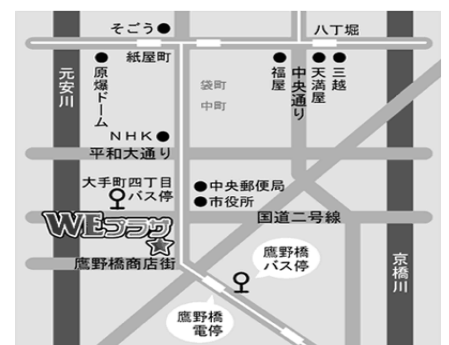 そごう
八丁堀
紙屋町
元安川
原爆ドーム
袋町
中町
福屋
中央通り
天満屋
三越
NHK
平和大通り
大手町四丁目
バス停
中央郵便局
市役所
国道二号線
WEプラザ
鷹野橋商店街
鷹野橋
バス停
鷹野橋
電停
京橋川